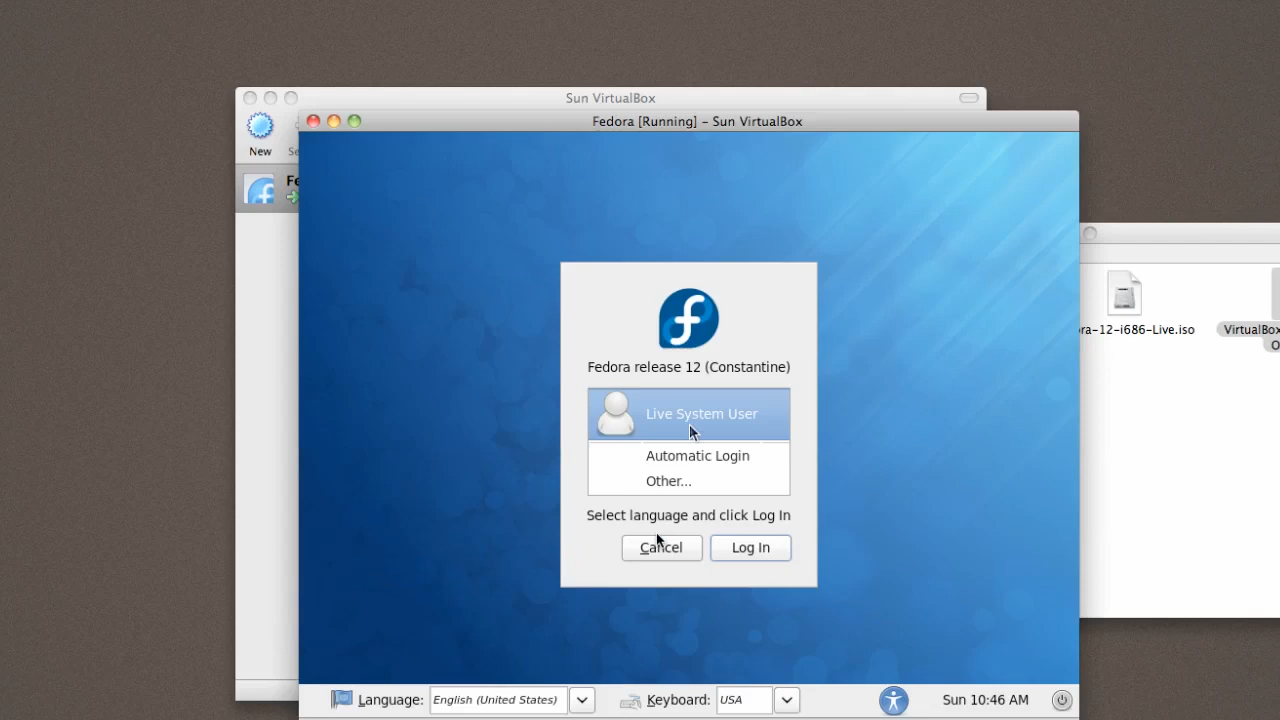 Sun VirtualBox
Fedora [Running] – Sun VirtualBox
New
Fe
ra-12-i686-Live.iso
VirtualBox
Fedora release 12 (Constantine)
Live System User
Automatic Login
Other...
Select language and click Log In
Cancel
Log In
Language:
English (United States)
Keyboard:
USA
Sun 10:46 AM